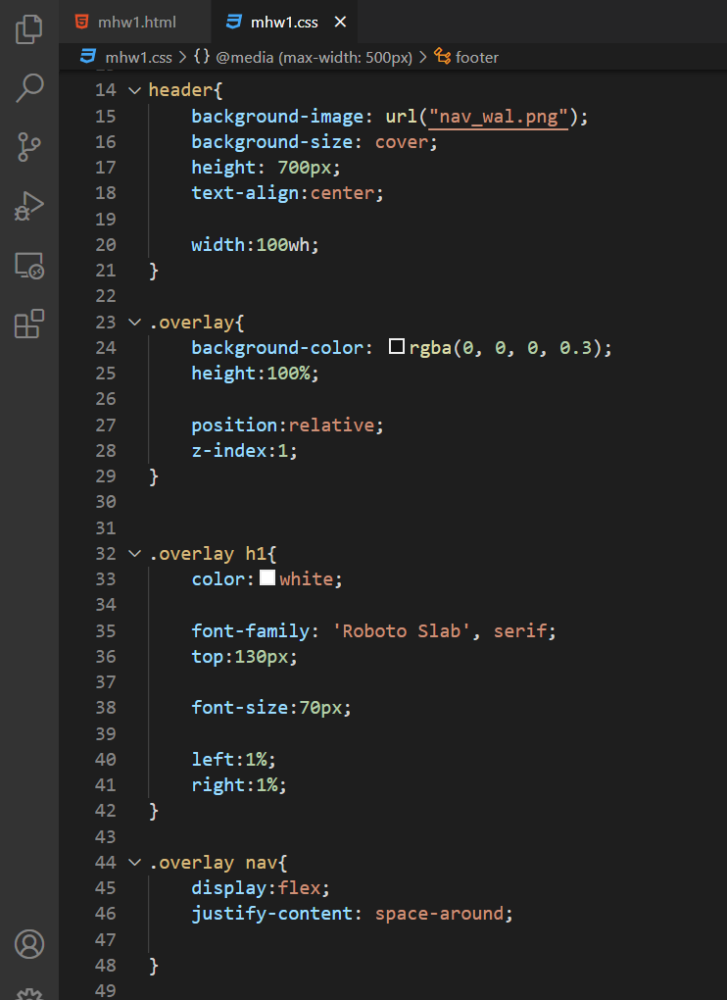 mhw1.html
mhw1.css
mhw1.css > {} @media (max-width: 500px) > footer
14 header{
15 background-image: url("nav_wal.png");
16 background-size: cover;
17 height: 700px;
18 text-align:center;
19
20 width:100wh;
21 }
22
23 .overlay{
24 background-color: rgba(0, 0, 0, 0.3);
25 height:100%;
26
27 position:relative;
28 z-index:1;
29 }
30
31
32 .overlay h1{
33 color: white;
34
35 font-family: 'Roboto Slab', serif;
36 top:130px;
37
38 font-size:70px;
39
40 left:1%;
41 right:1%;
42 }
43
44 .overlay nav{
45 display:flex;
46 justify-content: space-around;
47
48 }
49